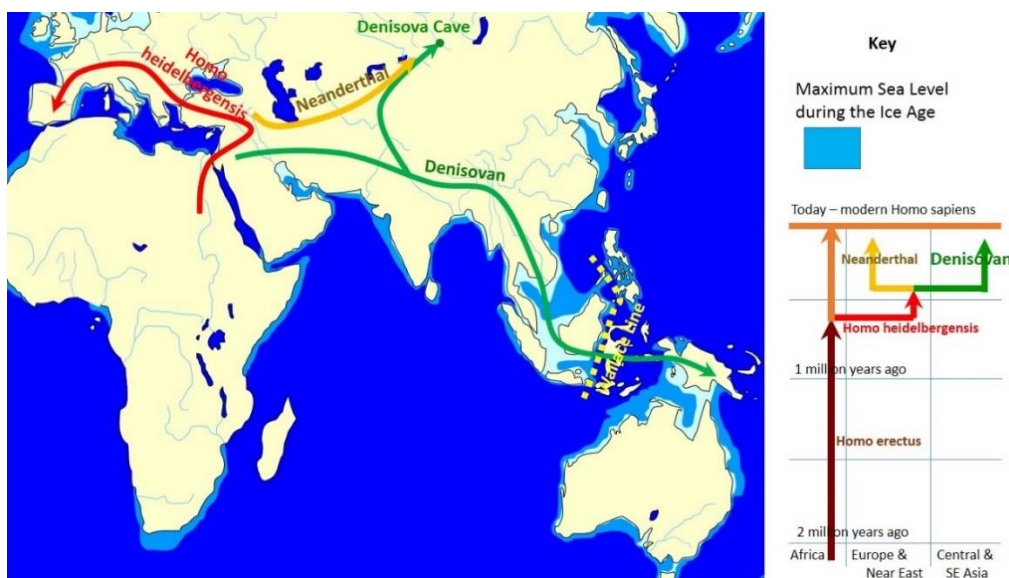 Denisova Cave
Homo
heidelbergensis
Neanderthal
Denisovan
Wallace Line
Key
Maximum Sea Level
during the Ice Age
Today – modern Homo sapiens
Neanderthal
Denisovan
Homo heidelbergensis
1 million years ago
Homo erectus
2 million years ago
Africa
Europe &
Near East
Central &
SE Asia